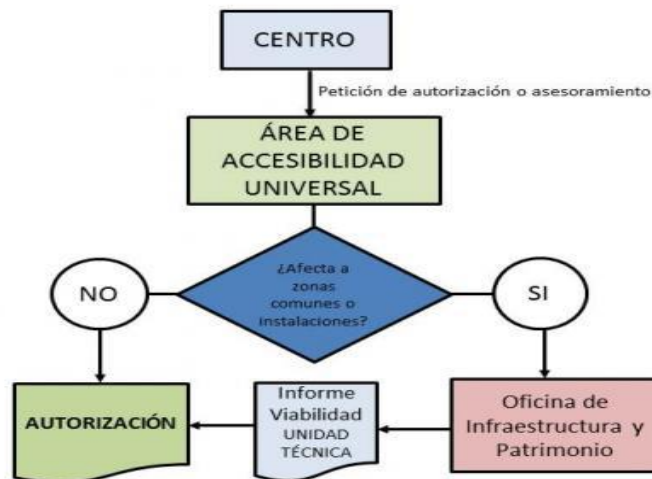 CENTRO
Petición de autorización o asesoramiento
ÁREA DE
ACCESIBILIDAD
UNIVERSAL
¿Afecta a
zonas
comunes o
instalaciones?
NO
SI
AUTORIZACIÓN
Informe
Viabilidad
UNIDAD
TÉCNICA
Oficina de
Infraestructura y
Patrimonio